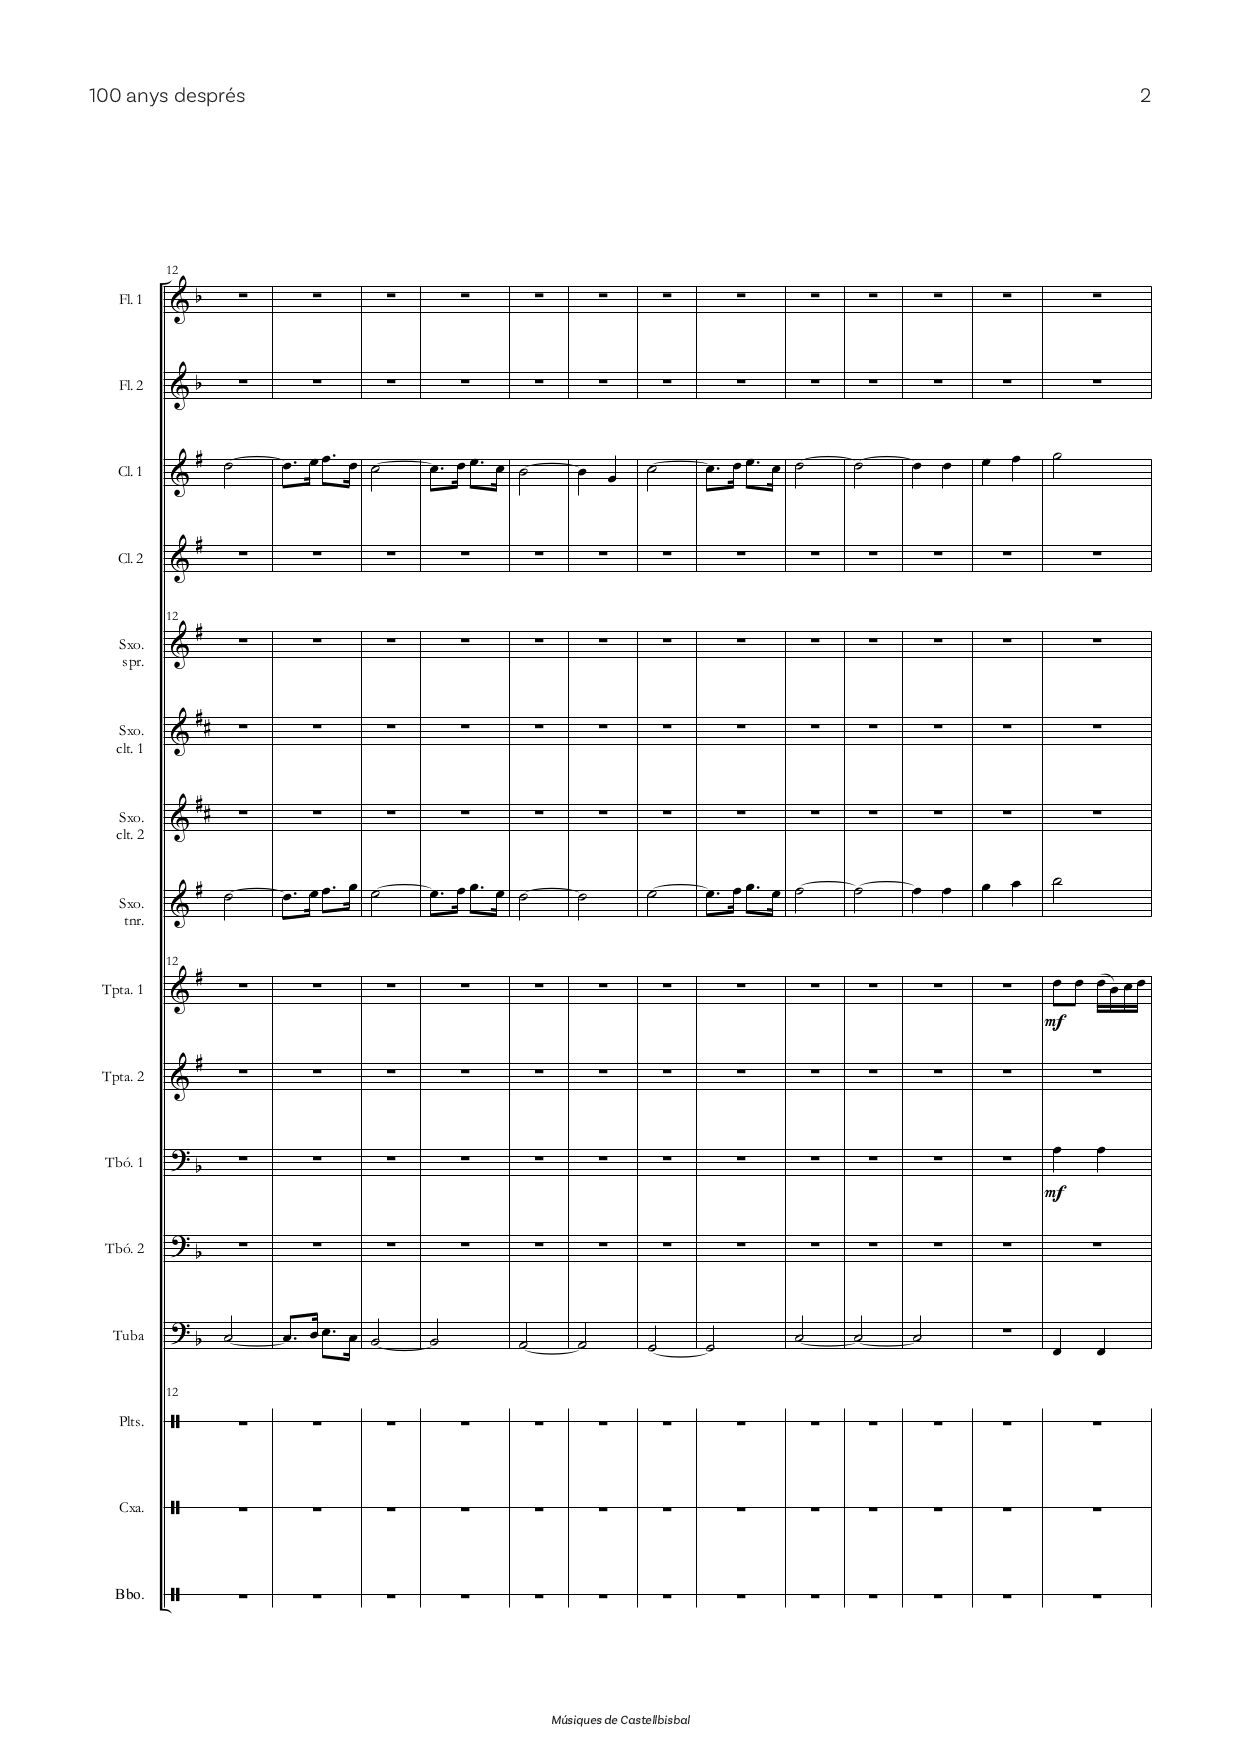 100 anys després
2
12
Fl. 1
Fl. 2
Cl. 1
Cl. 2
12
Sxo.
spr.
Sxo.
clt. 1
Sxo.
clt. 2
Sxo.
tnr.
12
Tpta. 1
mf
Tpta. 2
Tbó. 1
mf
Tbó. 2
Tuba
12
Plts.
Cxa.
Bbo.
Músiques de Castellbisbal